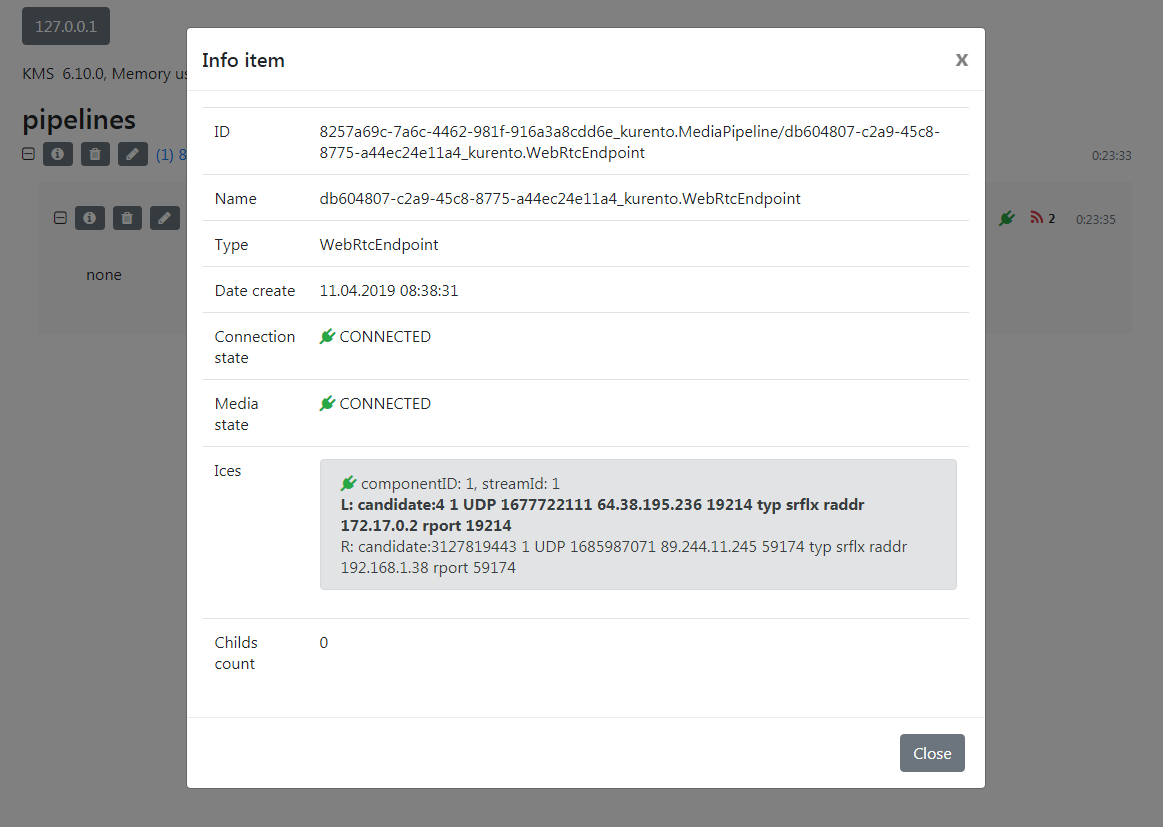 127.0.0.1
KMS 6.10.0, Memory us
pipelines
(1) 8
0:23:33
2
0:23:35
none
Info item
x
ID
8257a69c-7a6c-4462-981f-916a3a8cdd6e_kurento.MediaPipeline/db604807-c2a9-45c8-
8775-a44ec24e11a4_kurento.WebRtcEndpoint
Name
db604807-c2a9-45c8-8775-a44ec24e11a4_kurento.WebRtcEndpoint
Type
WebRtcEndpoint
Date create
11.04.2019 08:38:31
Connection
state
CONNECTED
Media
state
CONNECTED
Ices
componentID: 1, streamId: 1
L: candidate:4 1 UDP 1677722111 64.38.195.236 19214 typ srflx raddr
172.17.0.2 rport 19214
R: candidate:3127819443 1 UDP 1685987071 89.244.11.245 59174 typ srflx raddr
192.168.1.38 rport 59174
Childs
count
0
Close